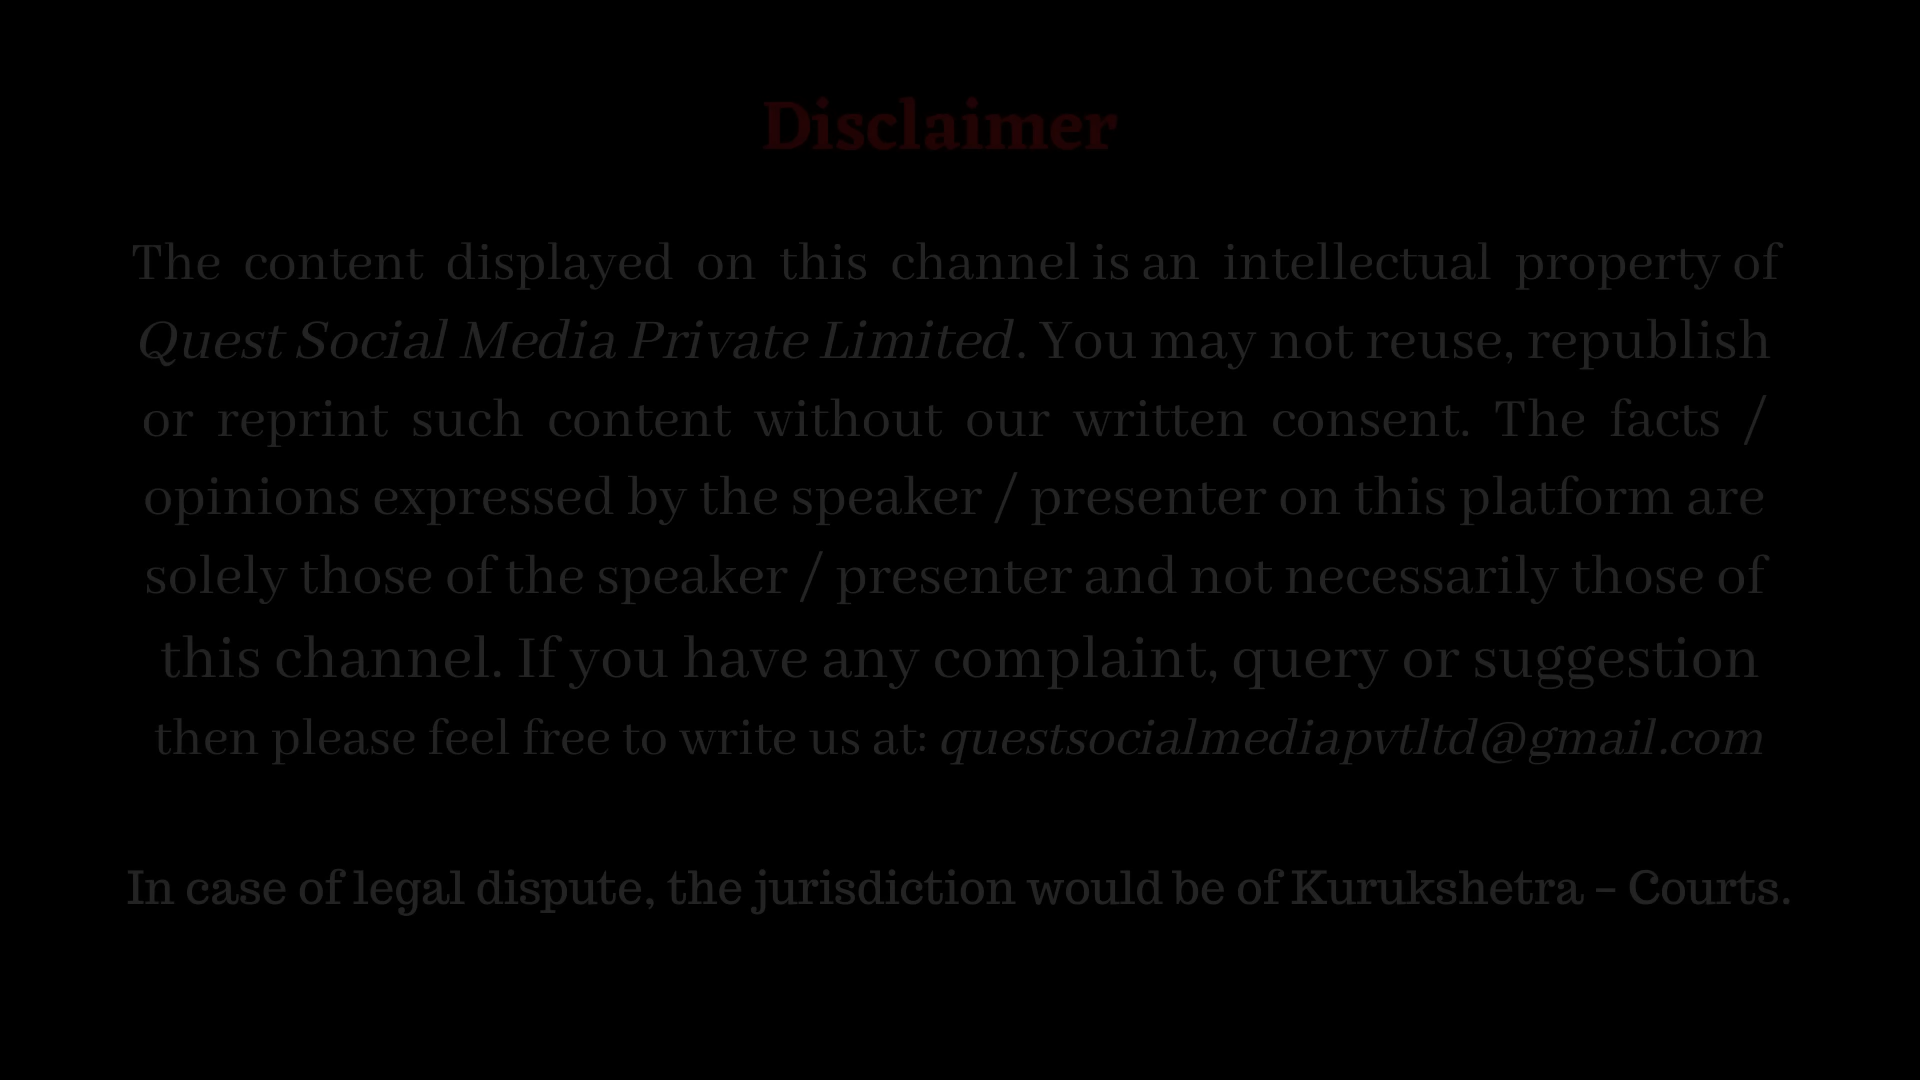 Disclaimer
The content displayed on this channel is an intellectual property of
Quest Social Media Private Limited. You may not reuse, republish
or reprint such content without our written consent. The facts /
opinions expressed by the speaker / presenter on this platform are
solely those of the speaker / presenter and not necessarily those of
this channel. If you have any complaint, query or suggestion
then please feel free to write us at: questsocialmediapvtltd@gmail.com
In case of legal dispute, the jurisdiction would be of Kurukshetra – Courts.